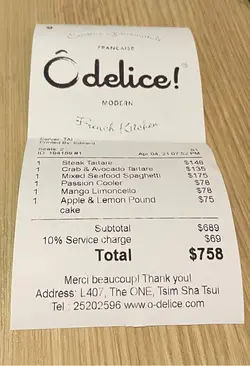 FRANÇAISE
Ô delice!
MODERN
French Kitchen
1 Steak Tartare $146
1 Crab & Avocado Tartare $135
1 Mixed Seafood Spaghetti $175
1 Passion Cooler $78
1 Mango Limoncello $78
1 Apple & Lemon Pound $75
cake
Subtotal $689
10% Service charge $69
Total $758
Merci beaucoup! Thank you!
Address: L407, The ONE, Tsim Sha Tsui
Tel : 25202596 www.o-delice.com